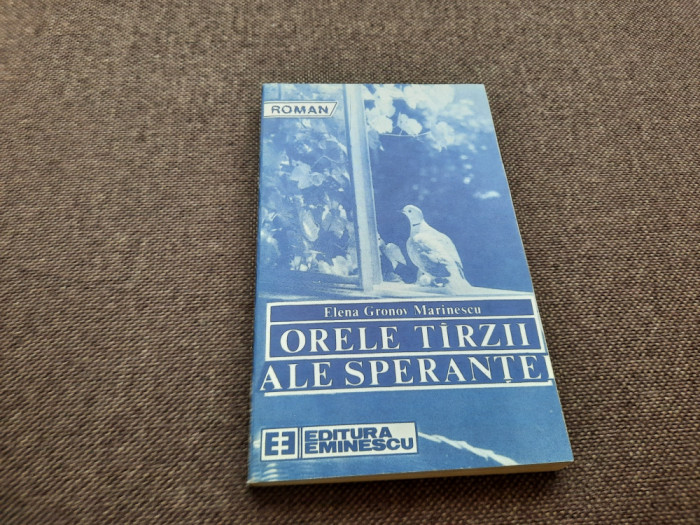 ROMAN
Elena Gronov Marinescu
ORELE TÎRZII
ALE SPERANȚEI
EDITURA
EMINESCU